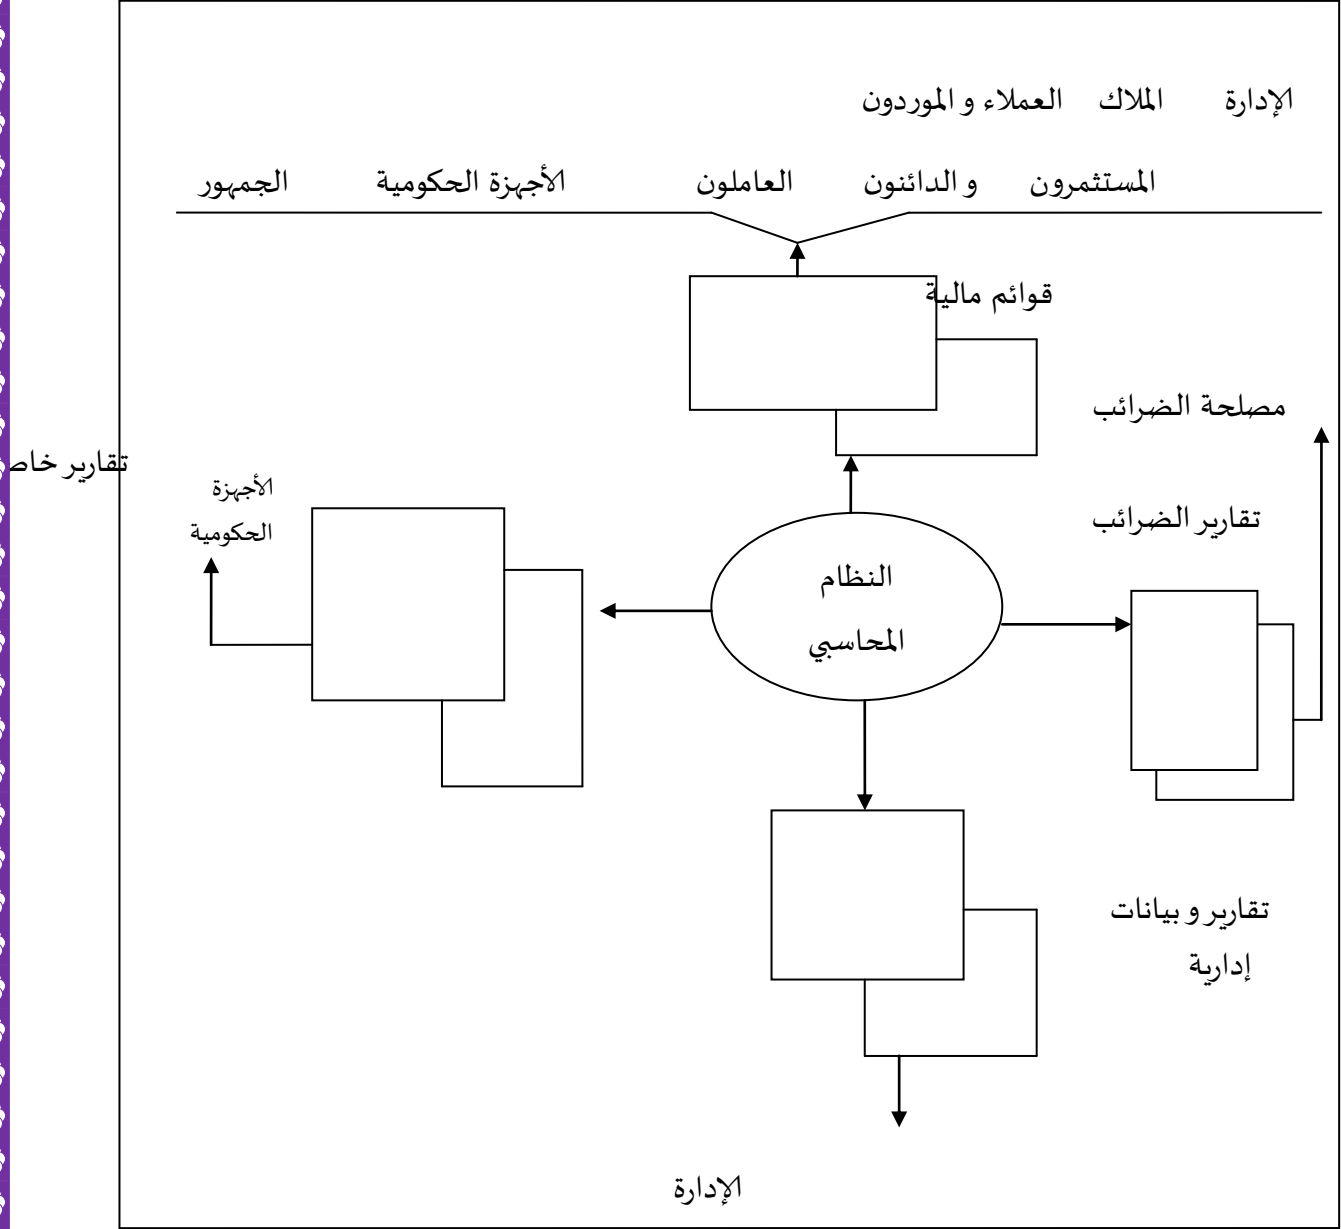 الإدارة الملاك العملاء و الموردون
المستثمرون و الدائنون العاملون الأجهزة الحكومية الجمهور
قوائم مالية
مصلحة الضرائب
تقارير خاص
الأجهزة
الحكومية
تقارير الضرائب
النظام
المحاسبي
تقارير و بيانات
إدارية
الإدارة